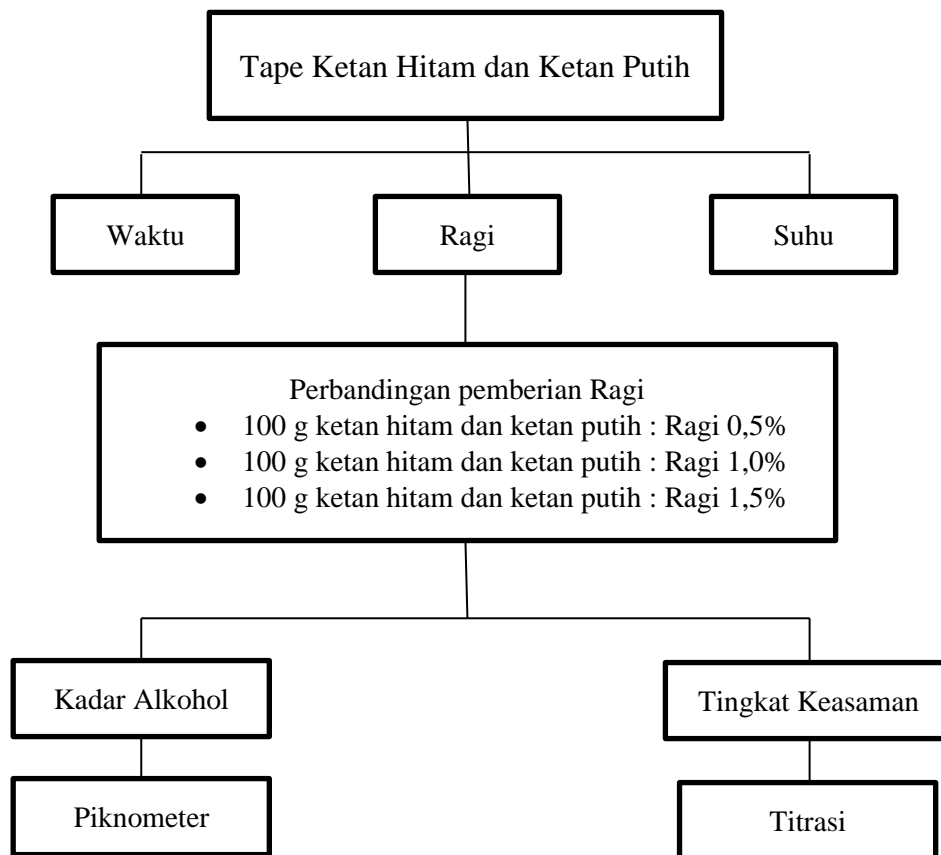 Tape Ketan Hitam dan Ketan Putih
Waktu
Ragi
Suhu
Perbandingan pemberian Ragi
• 100 g ketan hitam dan ketan putih : Ragi 0,5%
• 100 g ketan hitam dan ketan putih : Ragi 1,0%
• 100 g ketan hitam dan ketan putih : Ragi 1,5%
Kadar Alkohol
Tingkat Keasaman
Piknometer
Titrasi